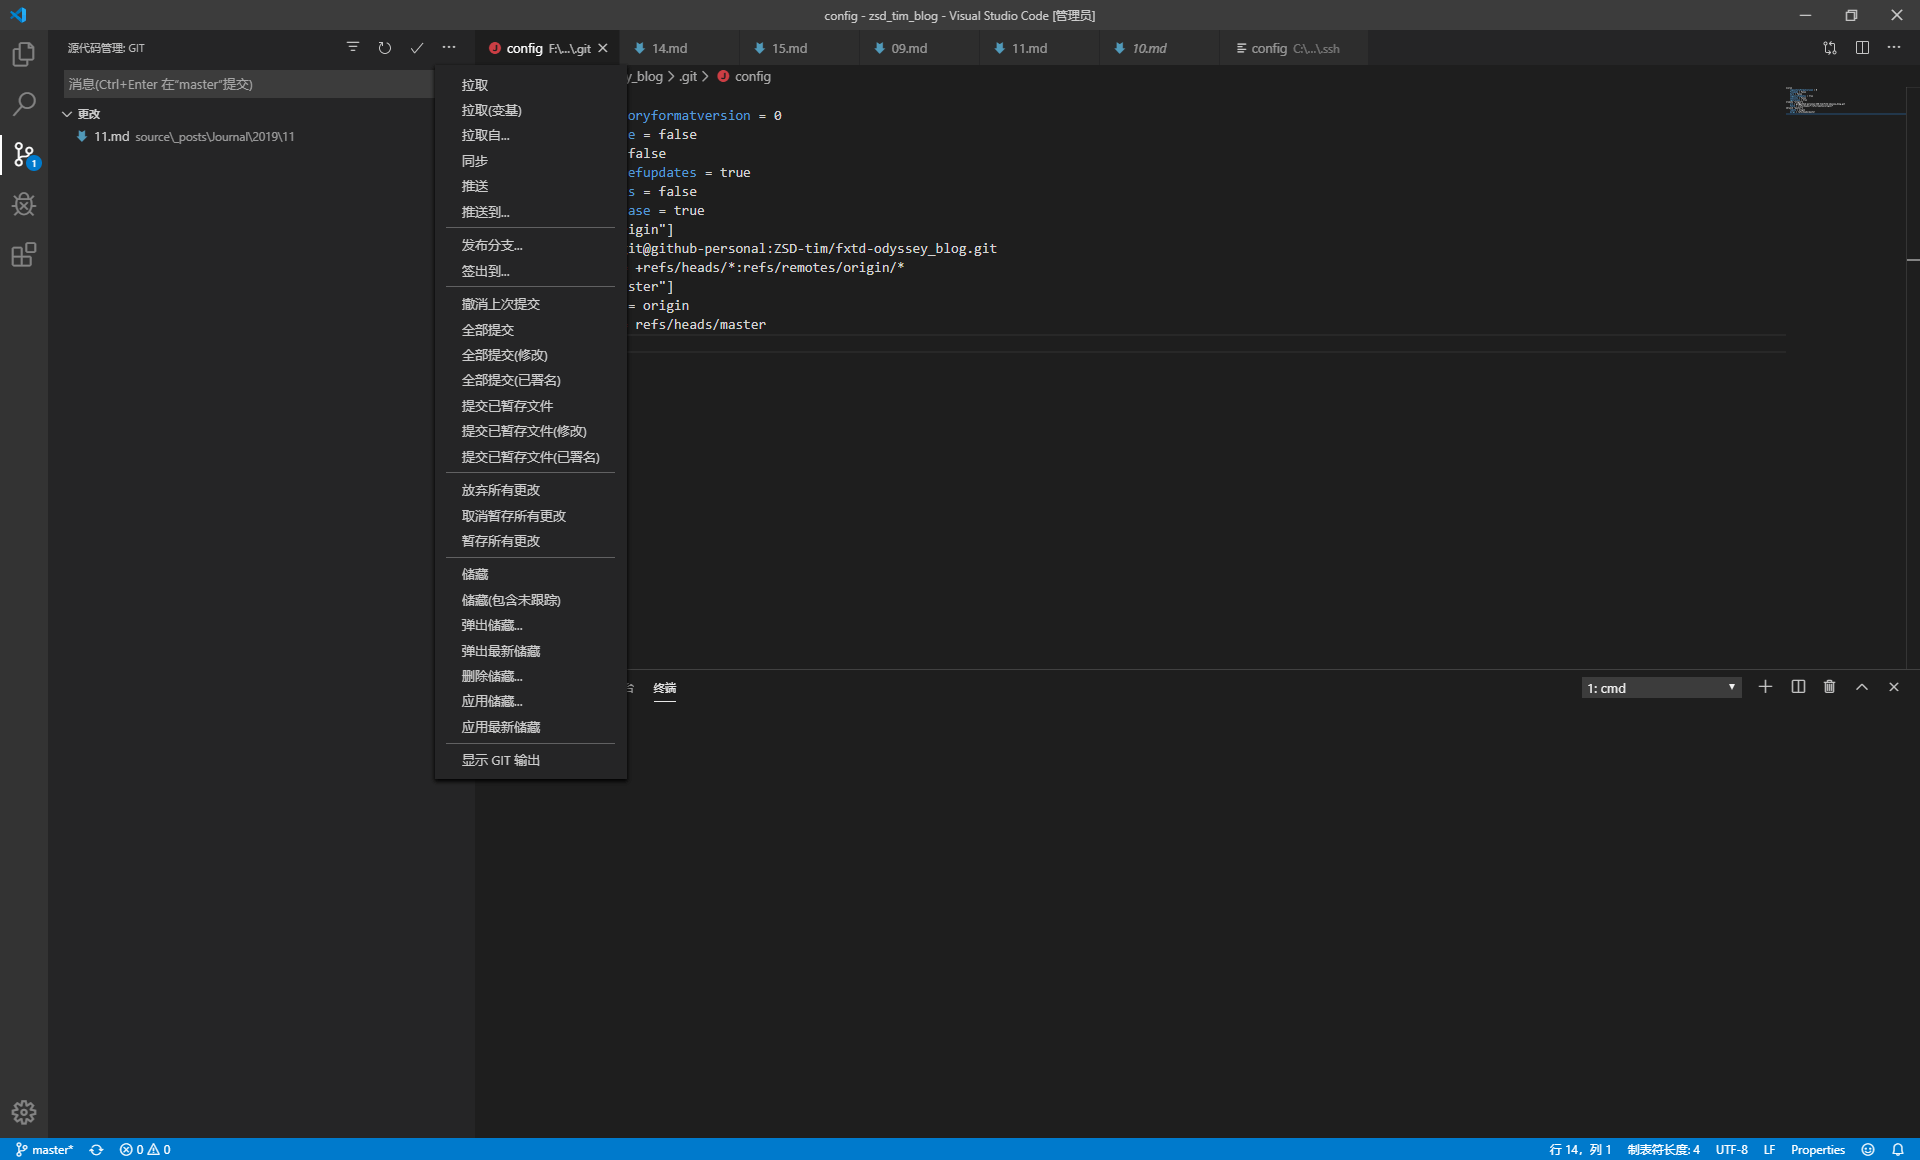 config - zsd_tim_blog - Visual Studio Code [管理员]
源代码管理: GIT
config F:\...\.git
14.md
15.md
09.md
11.md
10.md
config C:\...\.ssh
消息(Ctrl+Enter 在“master”提交)
更改
11.md source\_posts\Journal\2019\11
1
拉取
拉取(变基)
拉取自...
同步
推送
推送到...
发布分支...
签出到...
撤消上次提交
全部提交
全部提交(修改)
全部提交(已署名)
提交已暂存文件
提交已暂存文件(修改)
提交已暂存文件(已署名)
放弃所有更改
取消暂存所有更改
暂存所有更改
储藏
储藏(包含未跟踪)
弹出储藏...
弹出最新储藏
删除储藏...
应用储藏...
应用最新储藏
显示 GIT 输出
y_blog > .git > config
oryformatversion = 0
e = false
false
efupdates = true
s = false
ase = true
igin"]
it@github-personal:ZSD-tim/fxtd-odyssey_blog.git
+refs/heads/*:refs/remotes/origin/*
ster"]
= origin
refs/heads/master
终端
1: cmd
master*
0
0
行 14，列 1
制表符长度: 4
UTF-8
LF
Properties